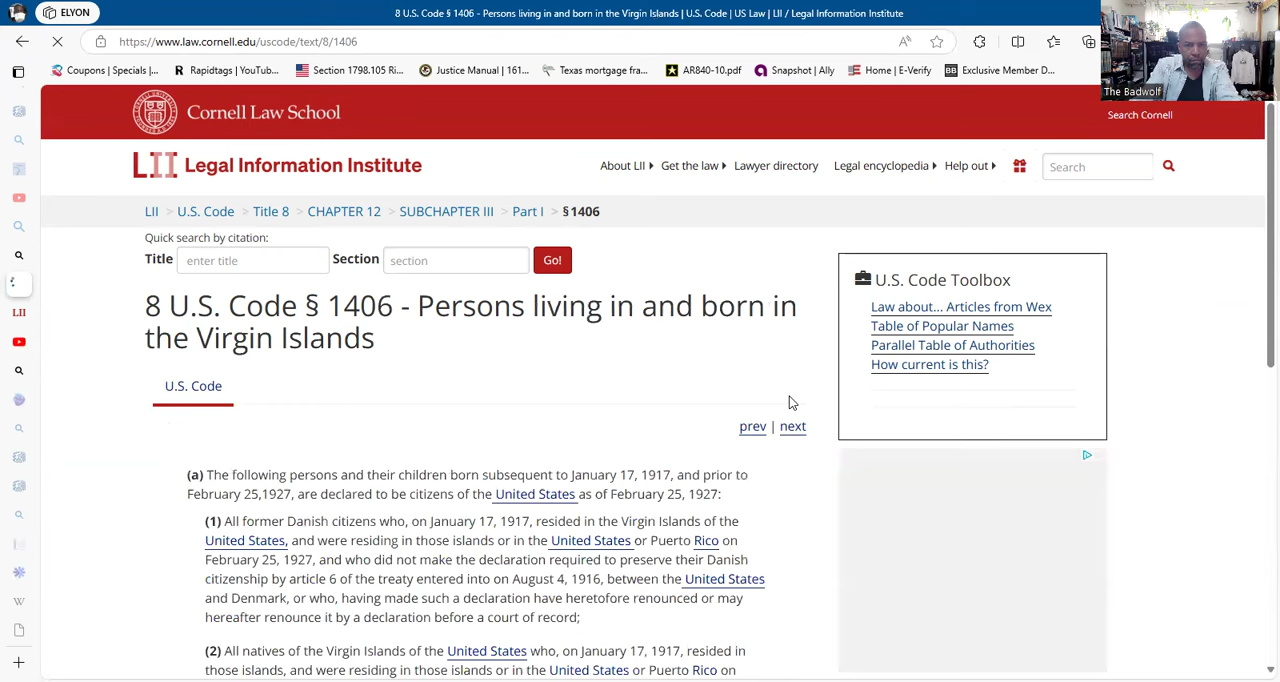 ELYON
8 U.S. Code § 1406 - Persons living in and born in the Virgin Islands | U.S. Code | US Law | LII / Legal Information Institute
https://www.law.cornell.edu/uscode/text/8/1406
Coupons | Specials |...
Rapidtags | YouTub...
Section 1798.105 Ri...
Justice Manual | 161...
Texas mortgage fra...
AR840-10.pdf
Snapshot | Ally
Home | E-Verify
BB Exclusive Member D...
The Badwolf
Cornell Law School
Search Cornell
LII Legal Information Institute
About LII Get the law Lawyer directory Legal encyclopedia Help out Search
LII > U.S. Code > Title 8 > CHAPTER 12 > SUBCHAPTER III > Part I > § 1406
Quick search by citation:
Title enter title Section section Go!
8 U.S. Code § 1406 - Persons living in and born in
the Virgin Islands
U.S. Code
prev | next
(a) The following persons and their children born subsequent to January 17, 1917, and prior to
February 25,1927, are declared to be citizens of the United States as of February 25, 1927:
(1) All former Danish citizens who, on January 17, 1917, resided in the Virgin Islands of the
United States, and were residing in those islands or in the United States or Puerto Rico on
February 25, 1927, and who did not make the declaration required to preserve their Danish
citizenship by article 6 of the treaty entered into on August 4, 1916, between the United States
and Denmark, or who, having made such a declaration have heretofore renounced or may
hereafter renounce it by a declaration before a court of record;
(2) All natives of the Virgin Islands of the United States who, on January 17, 1917, resided in
those islands, and were residing in those islands or in the United States or Puerto Rico on
U.S. Code Toolbox
Law about... Articles from Wex
Table of Popular Names
Parallel Table of Authorities
How current is this?
LII
W